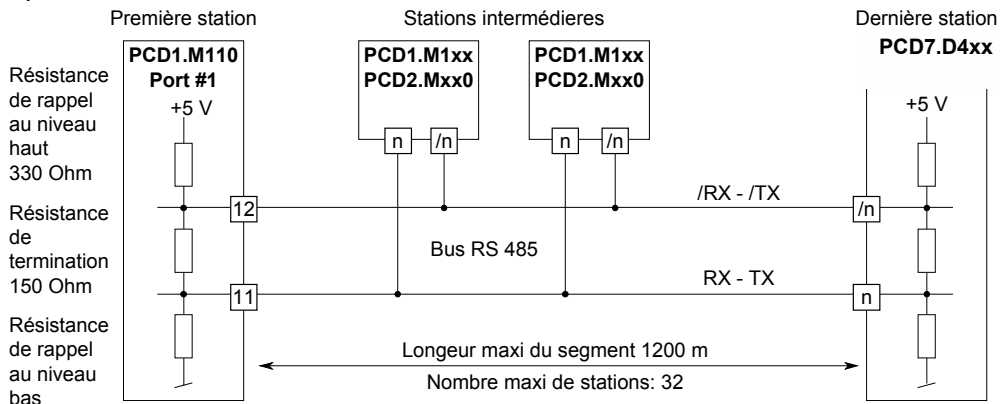 Première station
Stations intermédieres
Dernière station
PCD1.M110
Port #1
PCD1.M1xx
PCD2.Mxx0
PCD1.M1xx
PCD2.Mxx0
PCD7.D4xx
Résistance
de rappel
au niveau
haut
330 Ohm
+5 V
+5 V
n
/n
n
/n
12
/RX - /TX
/n
Résistance
de
termination
150 Ohm
Bus RS 485
11
RX - TX
n
Résistance
de rappel
au niveau
bas
Longeur maxi du segment 1200 m
Nombre maxi de stations: 32